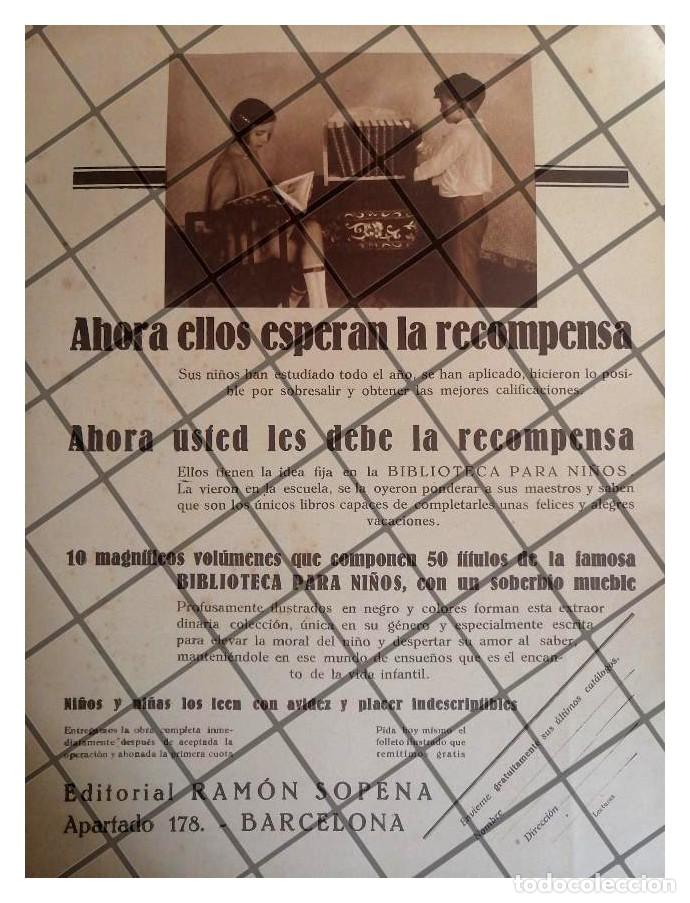 Ahora ellos esperan la recompensa
Sus niños han estudiado todo el año, se han aplicado, hicieron lo posi-
ble por sobresalir y obtener las mejores calificaciones.
Ahora usted les debe la recompensa
Ellos tienen la idea fija en la BIBLIOTECA PARA NIÑOS.
La vieron en la escuela, se la oyeron ponderar a sus maestros y saben
que son los únicos libros capaces de completarles unas felices y alegres
vacaciones.
10 magníficos volúmenes que componen 50 títulos de la famosa
BIBLIOTECA PARA NIÑOS, con un soberbio mueble
Profusamente ilustrados en negro y colores forman esta extraor
dinaria colección, única en su género y especialmente escrita
para elevar la moral del niño y despertar su amor al saber,
manteniéndole en ese mundo de ensueños que es el encan-
to de la vida infantil.
Niños y niñas los leen con avidez y placer indescriptibles
Entregamos la obra completa inme-
diatamente después de aceptada la
operación y abonada la primera cuota
Pida hoy mismo el
folleto ilustrado que
remitimos gratis
Editorial RAMÓN SOPENA
Apartado 178. - BARCELONA
Envíeme gratuitamente sus últimos catálogos.
Nombre
Dirección
todocoleccion